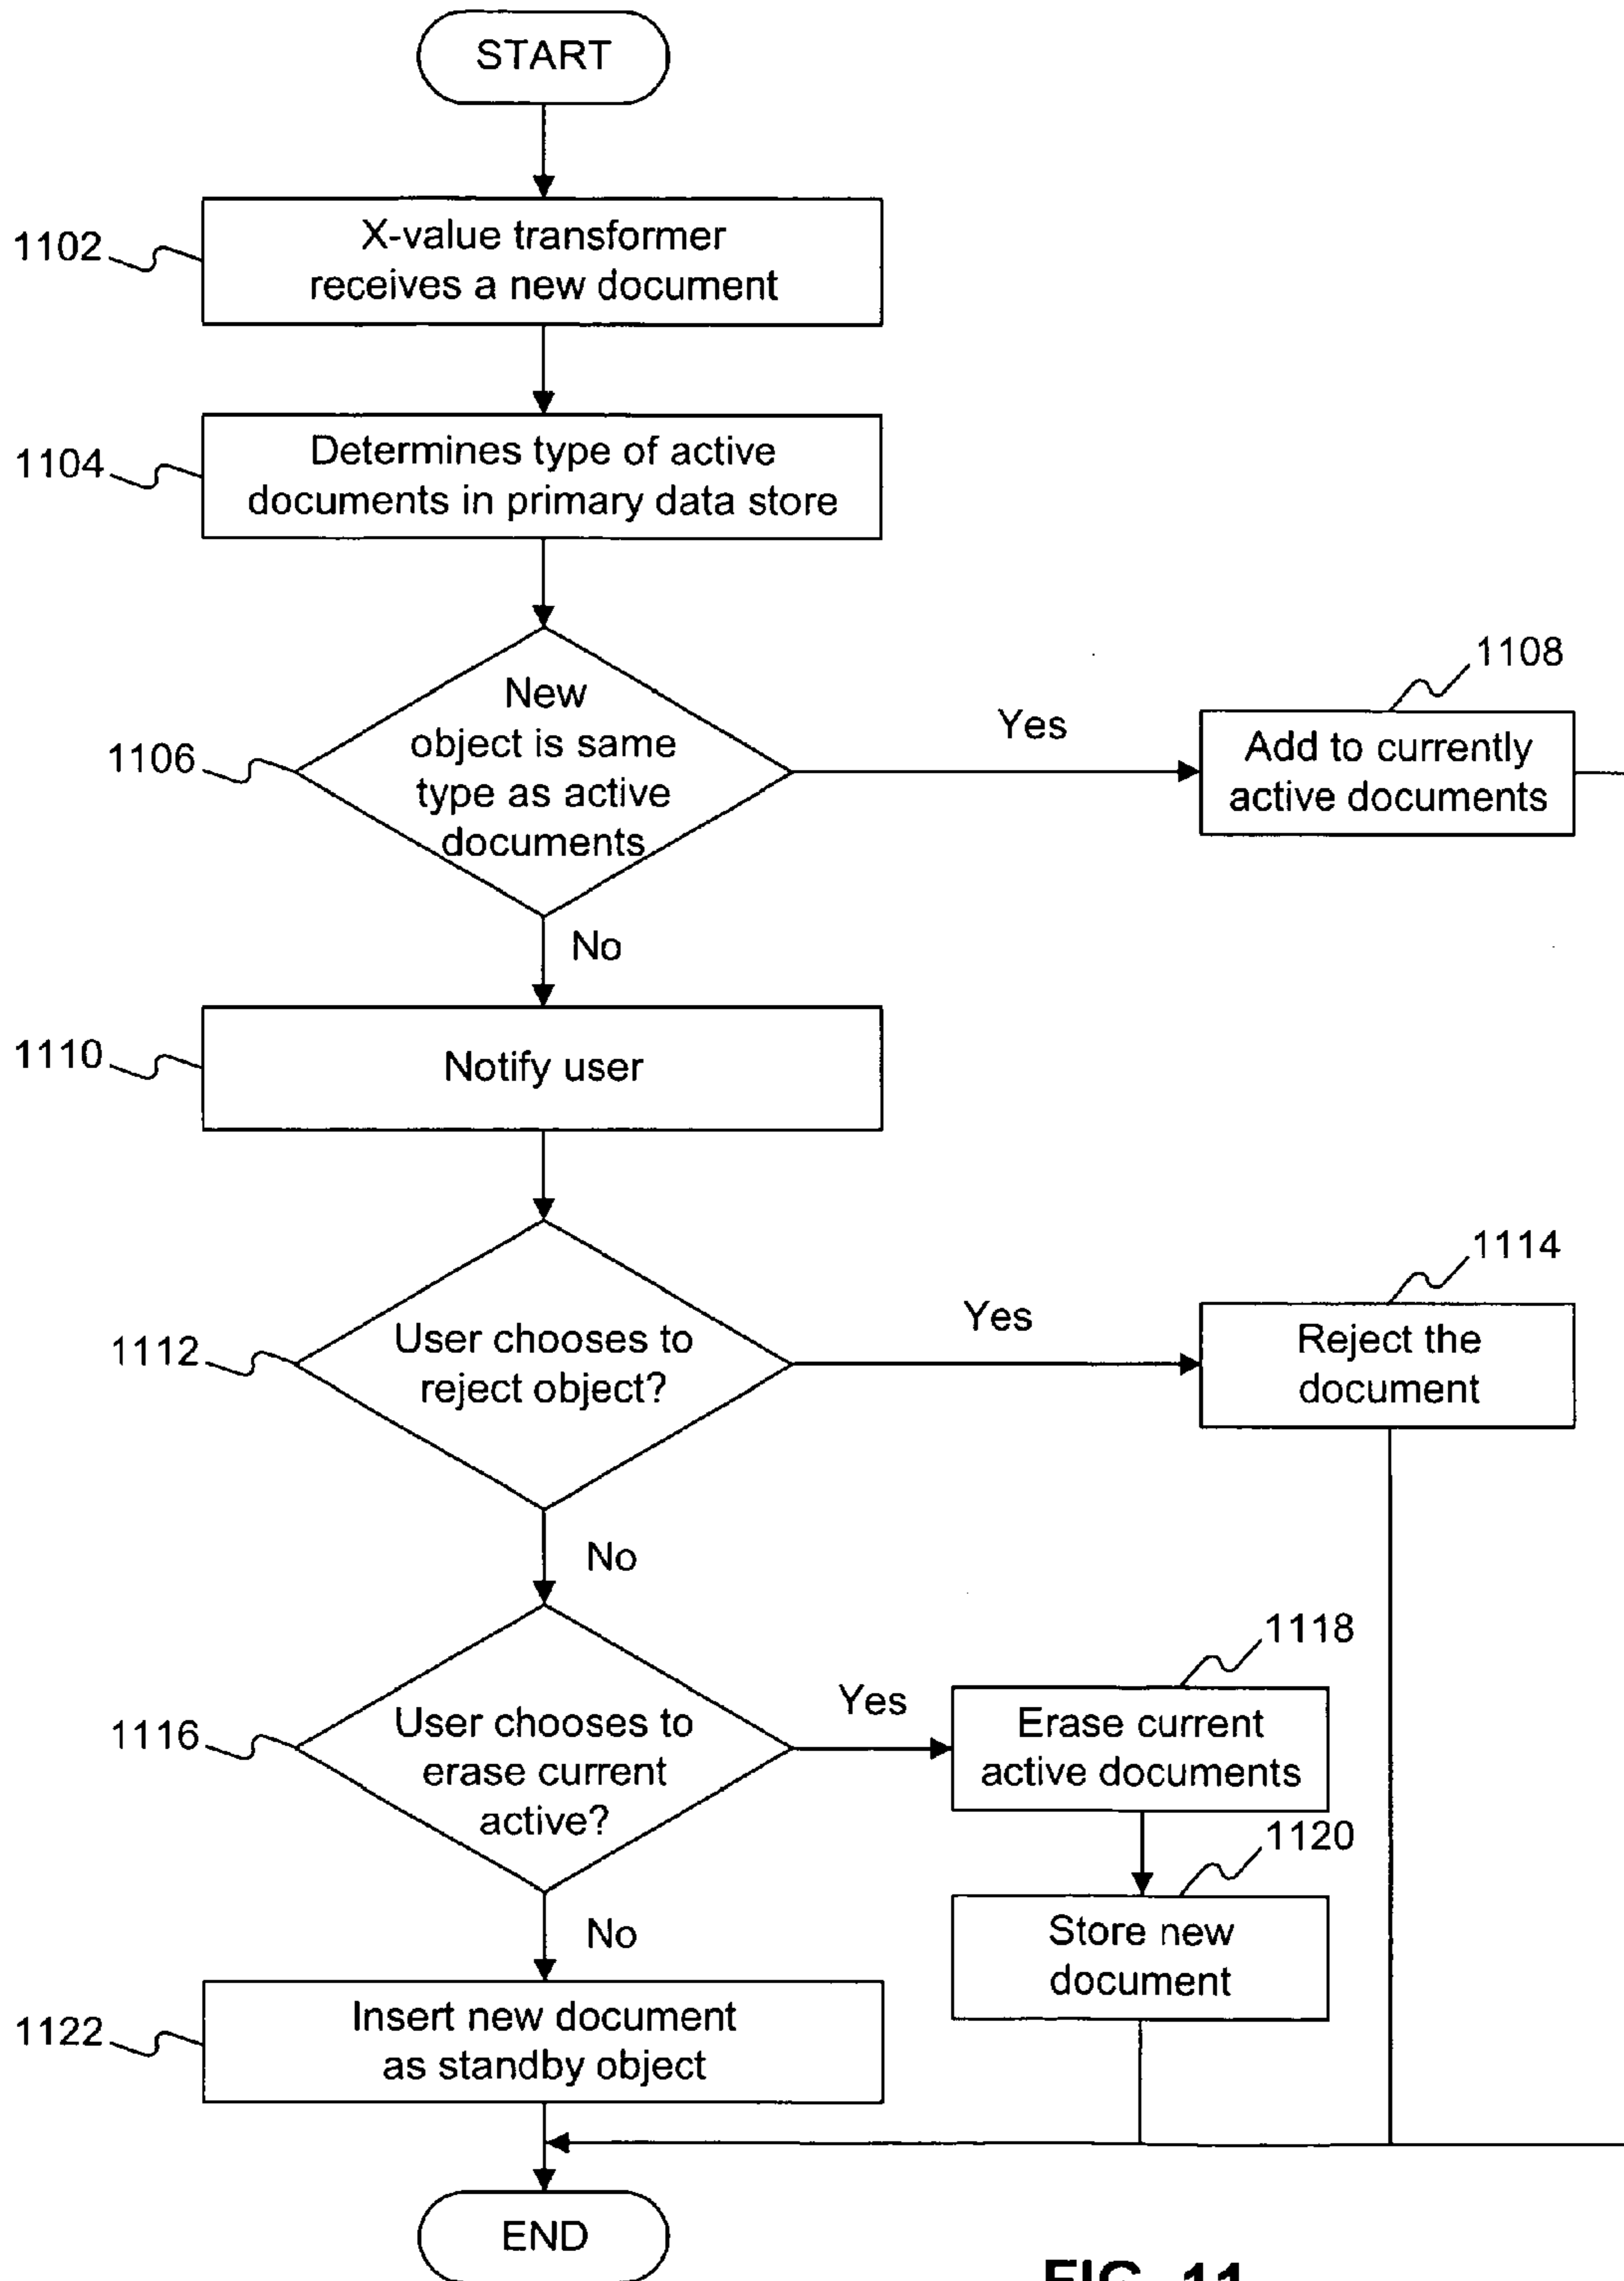 START
1102
X-value transformer
receives a new document
1104
Determines type of active
documents in primary data store
1106
New
object is same
type as active
documents
Yes
1108
Add to currently
active documents
No
1110
Notify user
1112
User chooses to
reject object?
Yes
1114
Reject the
document
No
1116
User chooses to
erase current
active?
Yes
1118
Erase current
active documents
1120
Store new
document
No
1122
Insert new document
as standby object
END
FIG. 11